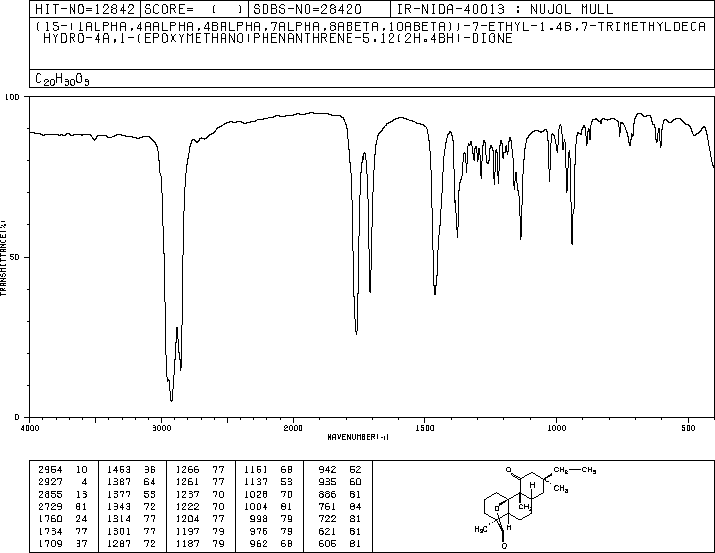 HIT-NO=12842 SCORE= ( ) SDBS-NO=28420 IR-NIDA-40013 : NUJOL MULL
(1S-(1ALPHA,4AALPHA,4BALPHA,7ALPHA,8ABETA,10ABETA))-7-ETHYL-1,4B,7-TRIMETHYLDECA
HYDRO-4A,1-(EPOXYMETHANO)PHENANTHRENE-5,12(2H,4BH)-DIONE
C20H30O3
100
50
0
TRANSMITTANCE(%)
4000 3000 2000 1500 1000 500
WAVENUMBER(-1)
2964 10 1463 36 1266 77 1161 68 942 62
2927 4 1387 64 1261 77 1137 53 935 60
2855 13 1377 55 1237 70 1028 70 886 81
2729 81 1343 72 1222 70 1004 81 761 84
1760 24 1314 77 1204 77 998 79 722 81
1734 77 1301 77 1197 79 976 79 621 81
1709 37 1287 72 1187 79 962 68 606 81
O CH2 CH3
H CH3
O CH3
H3C H
O